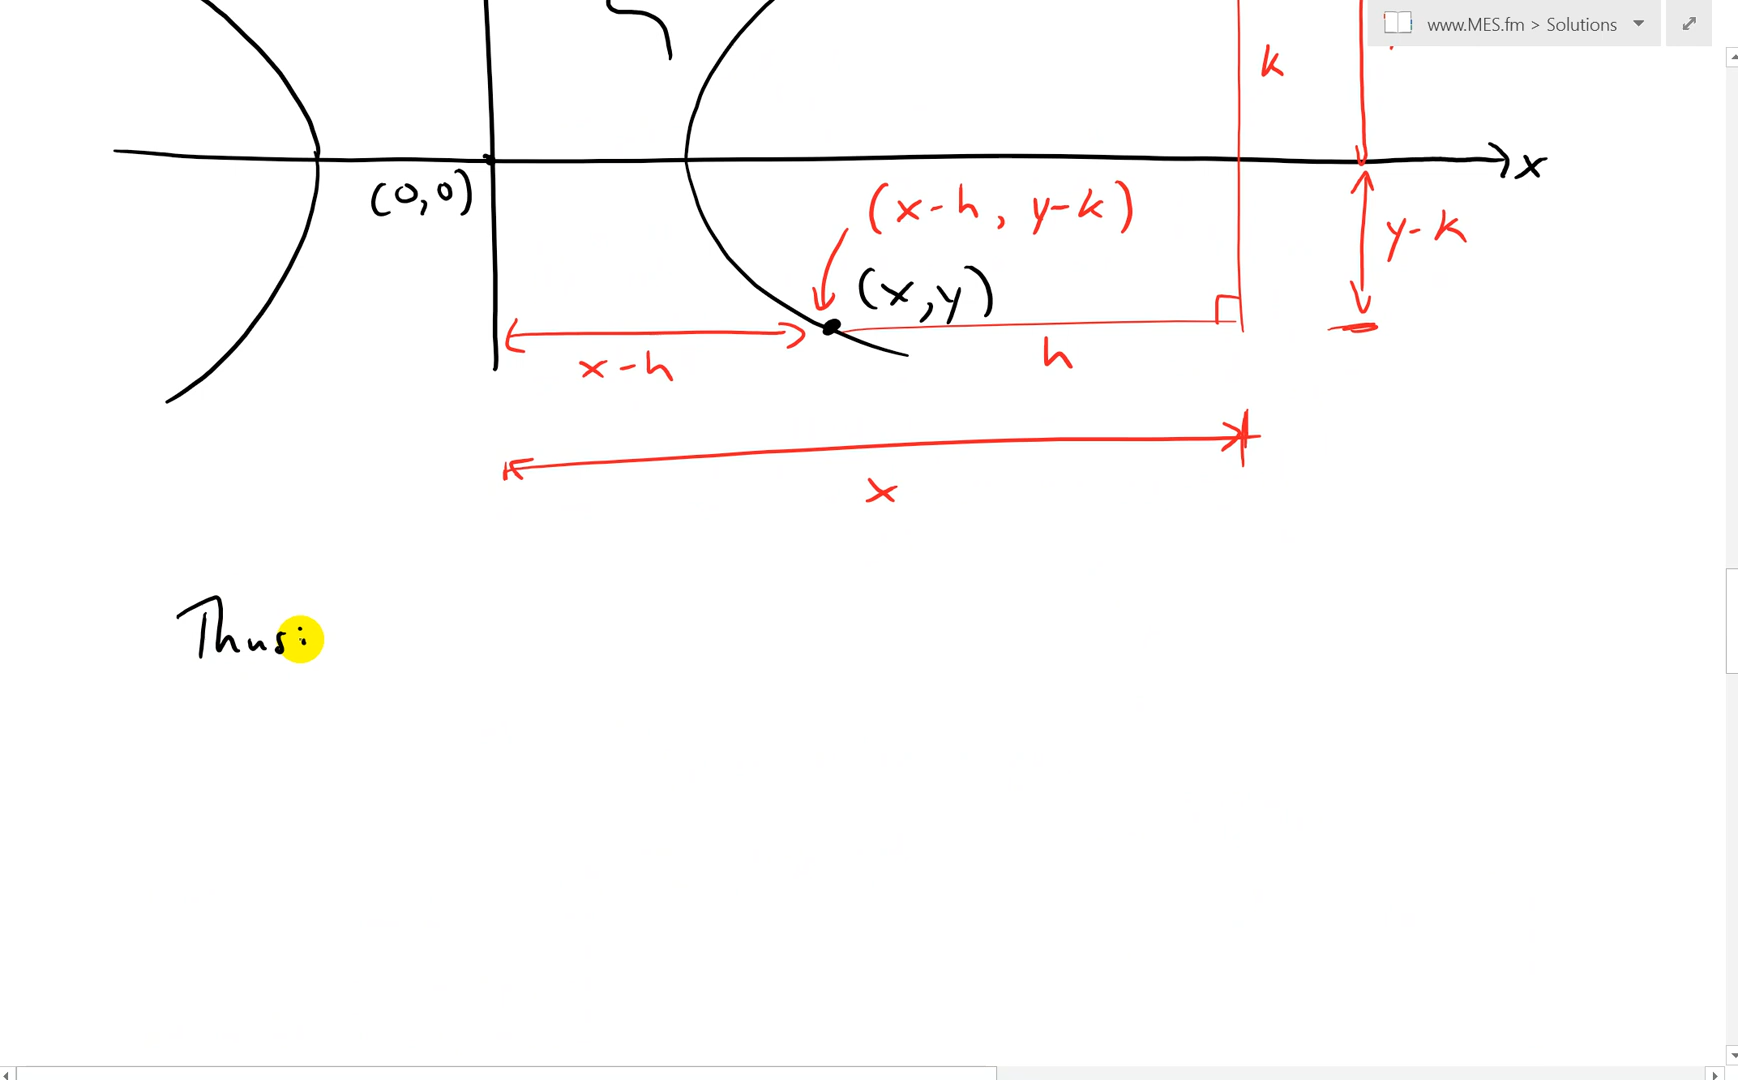 www.MES.fm > Solutions
k
x
(0,0)
(x-h, y-k)
y-k
(x,y)
x-h
h
x
Thus: